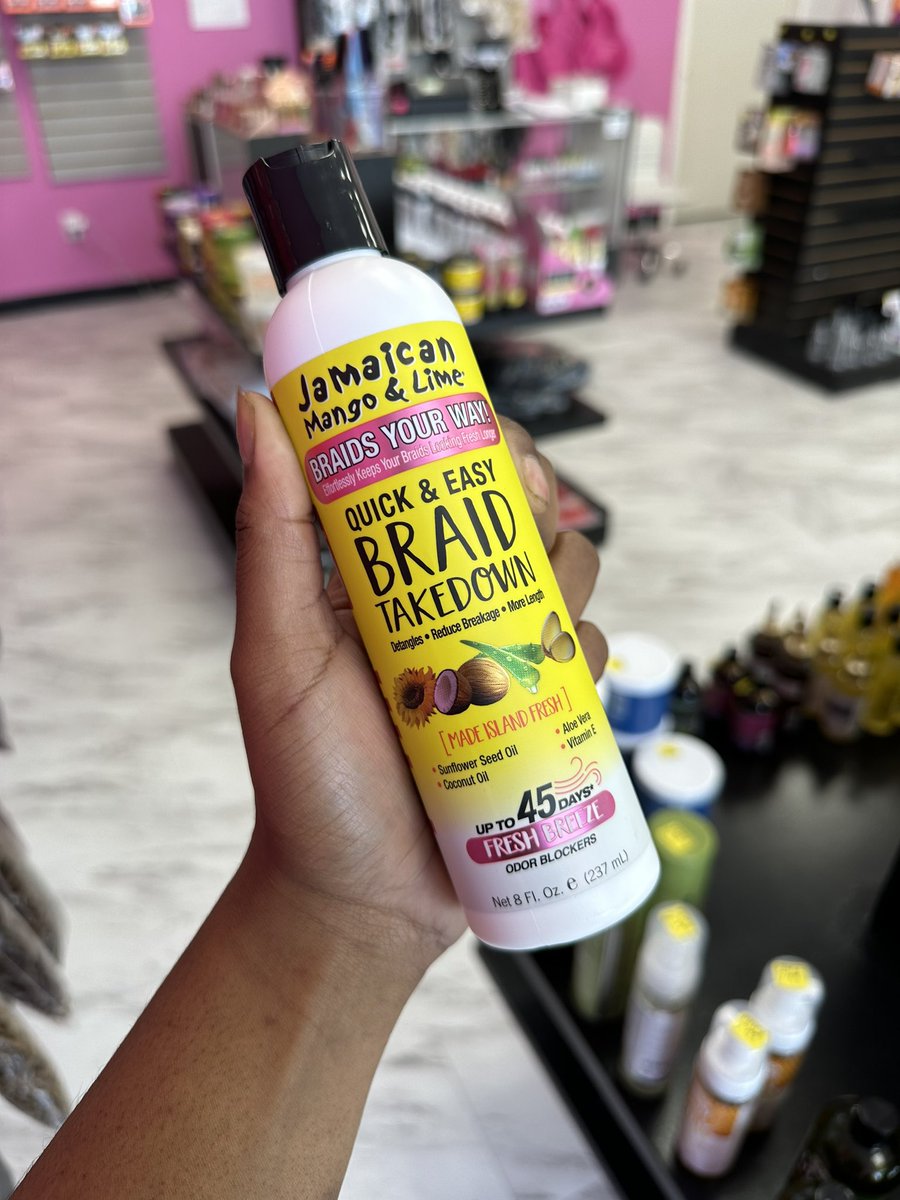 Jamaican
Mango & Lime
BRAIDS YOUR WAY!
Effortlessly Keeps Your Braids Looking Fresh Longer
QUICK & EASY
BRAID
TAKEDOWN
Detangles • Reduce Breakage • More Length
[MADE ISLAND FRESH]
• Sunflower Seed Oil
• Coconut Oil
• Aloe Vera
• Vitamin E
UP TO 45 DAYS*
FRESH BREEZE
ODOR BLOCKERS
Net 8 Fl. Oz. e (237 mL)